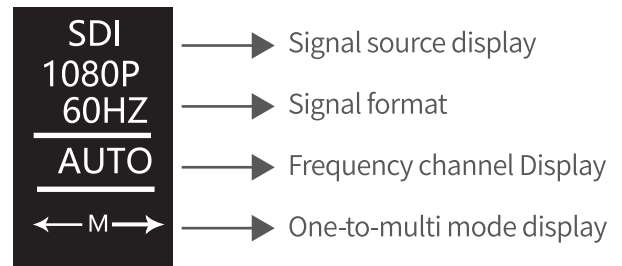 SDI
Signal source display
1080P
60HZ
Signal format
AUTO
Frequency channel Display
M
One-to-multi mode display